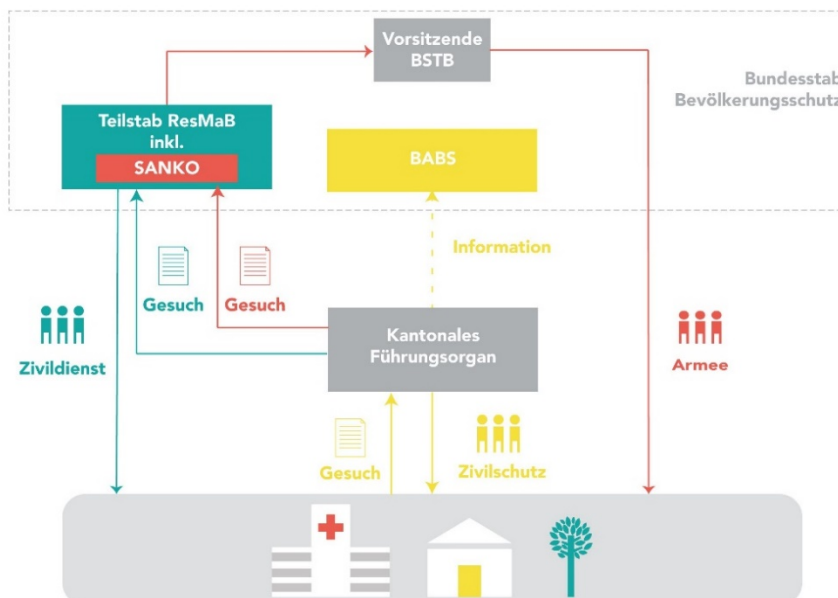 Vorsitzende
BSTB
Bundesstab
Bevölkerungsschutz
Teilstab ResMaB
inkl.
SANKO
BABS
Information
Gesuch
Gesuch
Zivildienst
Kantonales
Führungsorgan
Armee
Gesuch
Zivilschutz